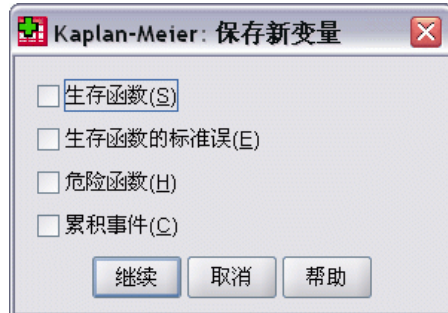 Kaplan-Meier: 保存新变量
生存函数(S)
生存函数的标准误(E)
危险函数(H)
累积事件(C)
继续 取消 帮助